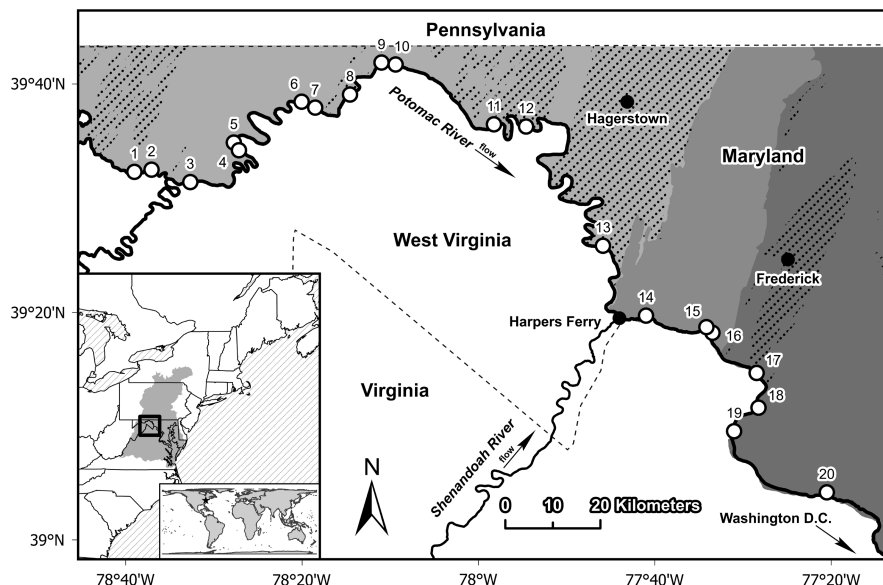 Pennsylvania
39°40'N
9
10
8
6
7
11
12
Hagerstown
Potomac River
flow
5
4
1
2
3
Maryland
West Virginia
13
Frederick
39°20'N
Harpers Ferry
14
15
16
17
Virginia
18
19
Shenandoah River
flow
N
20
0
10
20 Kilometers
Washington D.C.
39°N
78°40'W
78°20'W
78°W
77°40'W
77°20'W